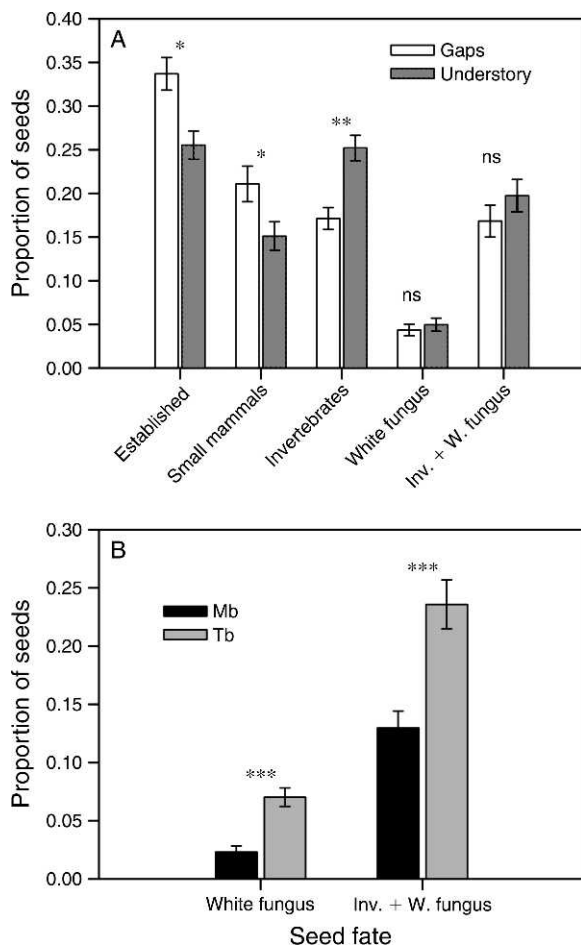 A
Gaps
Understory
Proportion of seeds
0.40
0.35
0.30
0.25
0.20
0.15
0.10
0.05
0.00
*
*
**
ns
ns
Established
Small mammals
Invertebrates
White fungus
Inv. + W. fungus
B
Mb
Tb
Proportion of seeds
0.30
0.25
0.20
0.15
0.10
0.05
0.00
***
***
White fungus
Inv. + W. fungus
Seed fate